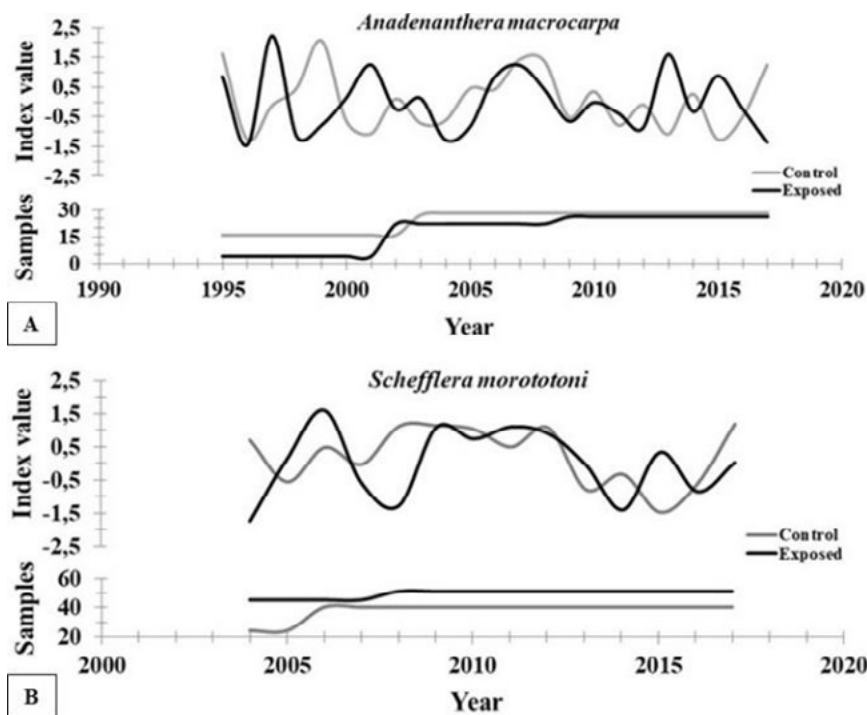 Anadenanthera macrocarpa
2,5
1,5
0,5
-0,5
-1,5
-2,5
Index value
Control
Exposed
30
15
0
Samples
1990 1995 2000 2005 2010 2015 2020
A
Year
Schefflera morototoni
2,5
1,5
0,5
-0,5
-1,5
-2,5
Index value
Control
Exposed
60
40
20
Samples
2000 2005 2010 2015 2020
B
Year